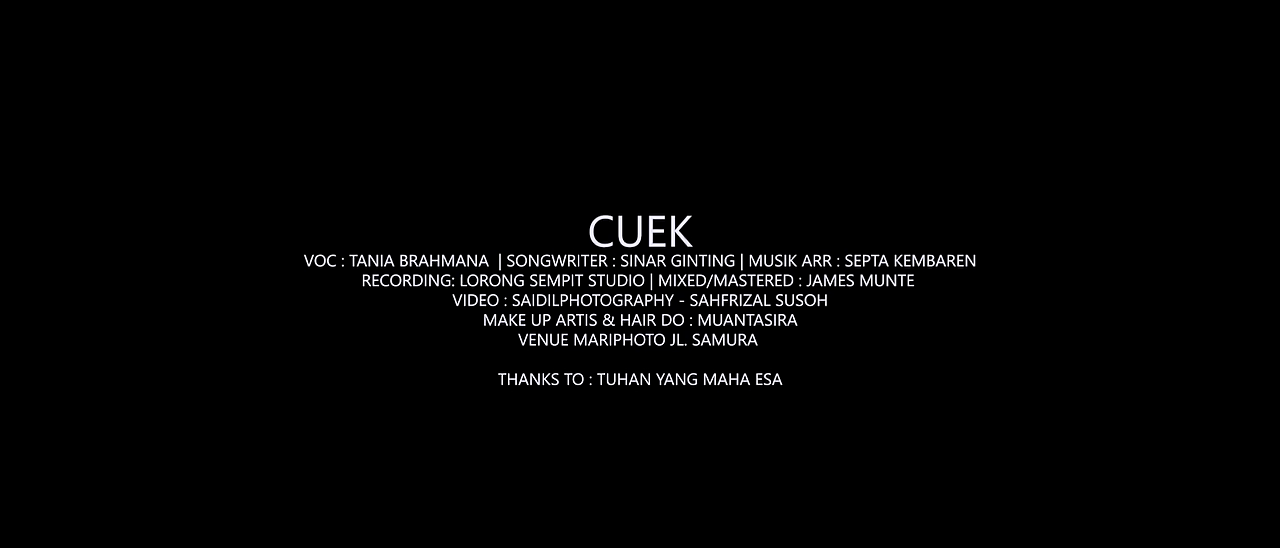 CUEK
VOC : TANIA BRAHMANA | SONGWRITER : SINAR GINTING | MUSIK ARR : SEPTA KEMBAREN
RECORDING: LORONG SEMPIT STUDIO | MIXED/MASTERED : JAMES MUNTE
VIDEO : SAIDILPHOTOGRAPHY - SAHFRIZAL SUSOH
MAKE UP ARTIS & HAIR DO : MUANTASIRA
VENUE MARIPHOTO JL. SAMURA
THANKS TO : TUHAN YANG MAHA ESA